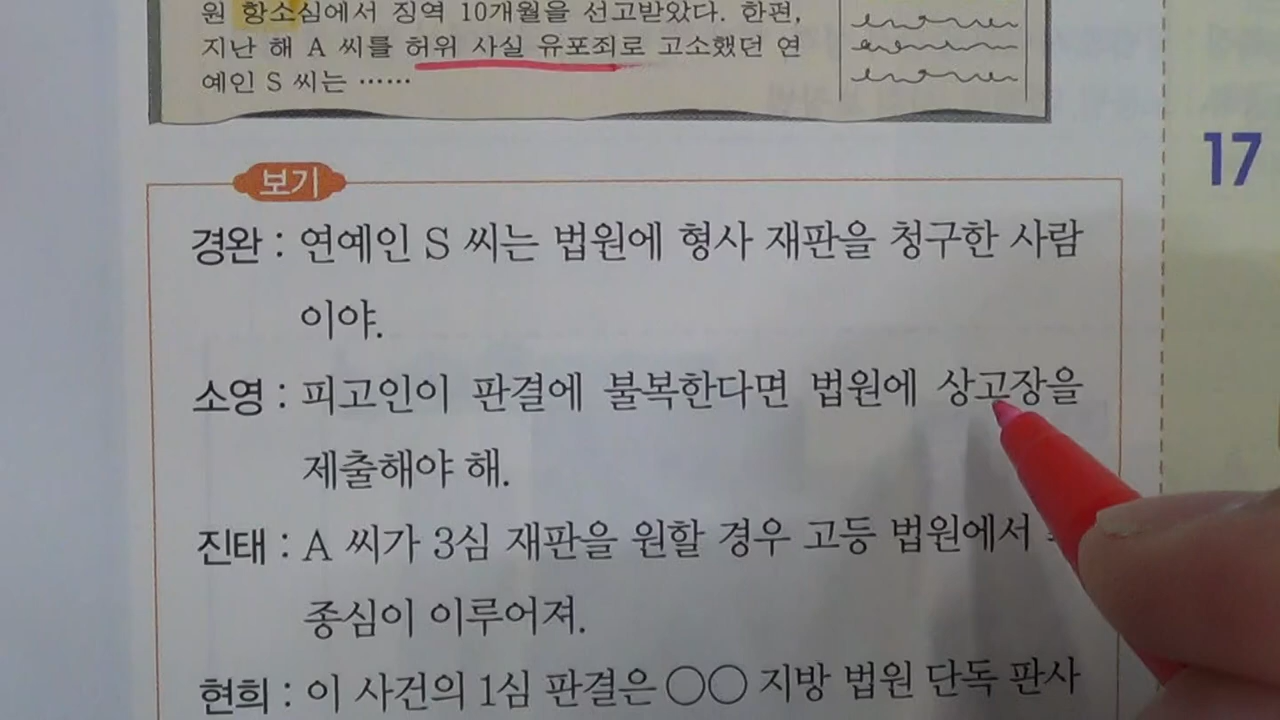 원 항소심에서 징역 10개월을 선고받았다. 한편,
지난 해 A 씨를 허위 사실 유포죄로 고소했던 연
예인 S 씨는 ……
17
보기
경완 : 연예인 S 씨는 법원에 형사 재판을 청구한 사람
이야.
소영 : 피고인이 판결에 불복한다면 법원에 상고장을
제출해야 해.
진태 : A 씨가 3심 재판을 원할 경우 고등 법원에서
종심이 이루어져.
현희 : 이 사건의 1심 판결은 ○○ 지방 법원 단독 판사